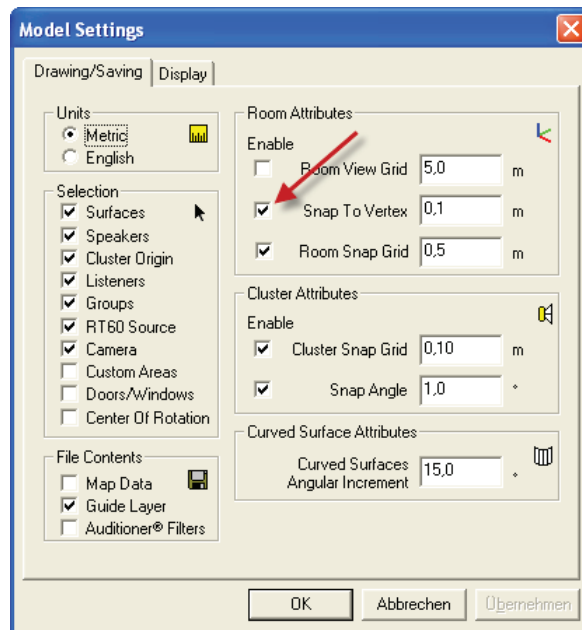 Model Settings
Drawing/Saving
Display
Units
Metric
English
Selection
Surfaces
Speakers
Cluster Origin
Listeners
Groups
RT60 Source
Camera
Custom Areas
Doors/Windows
Center Of Rotation
File Contents
Map Data
Guide Layer
Auditioner® Filters
Room Attributes
Enable
Room View Grid 5,0 m
Snap To Vertex 0,1 m
Room Snap Grid 0,5 m
Cluster Attributes
Enable
Cluster Snap Grid 0,10 m
Snap Angle 1,0 °
Curved Surface Attributes
Curved Surfaces
Angular Increment 15,0 °
OK
Abbrechen
Übernehmen